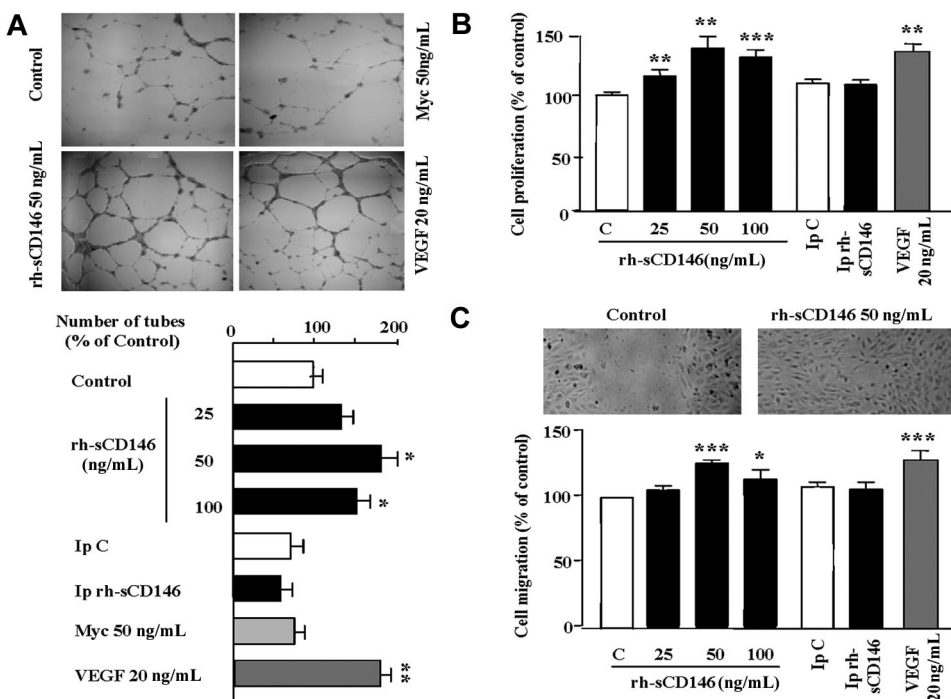 A
Control
Myc 50ng/mL
rh-sCD146 50 ng/mL
VEGF 20 ng/mL
Number of tubes
(% of Control)
0 100 200
Control
rh-sCD146
(ng/mL)
25
50 *
100 *
Ip C
Ip rh-sCD146
Myc 50 ng/mL
VEGF 20 ng/mL **
B
Cell proliferation (% of control)
150
100
50
0
** ** *** **
C 25 50 100
rh-sCD146(ng/mL)
Ip C
Ip rh-
sCD146
VEGF
20ng/mL
C
Control rh-sCD146 50 ng/mL
Cell migration (% of control)
150
100
50
0
*** * ***
C 25 50 100
rh-sCD146(ng/mL)
Ip C
Ip rh-
sCD146
VEGF
20ng/mL